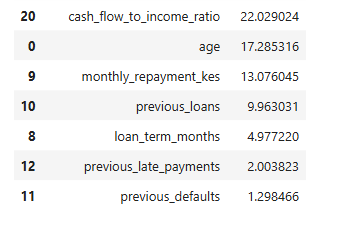 20 cash_flow_to_income_ratio 22.029024
0 age 17.285316
9 monthly_repayment_kes 13.076045
10 previous_loans 9.963031
8 loan_term_months 4.977220
12 previous_late_payments 2.003823
11 previous_defaults 1.298466